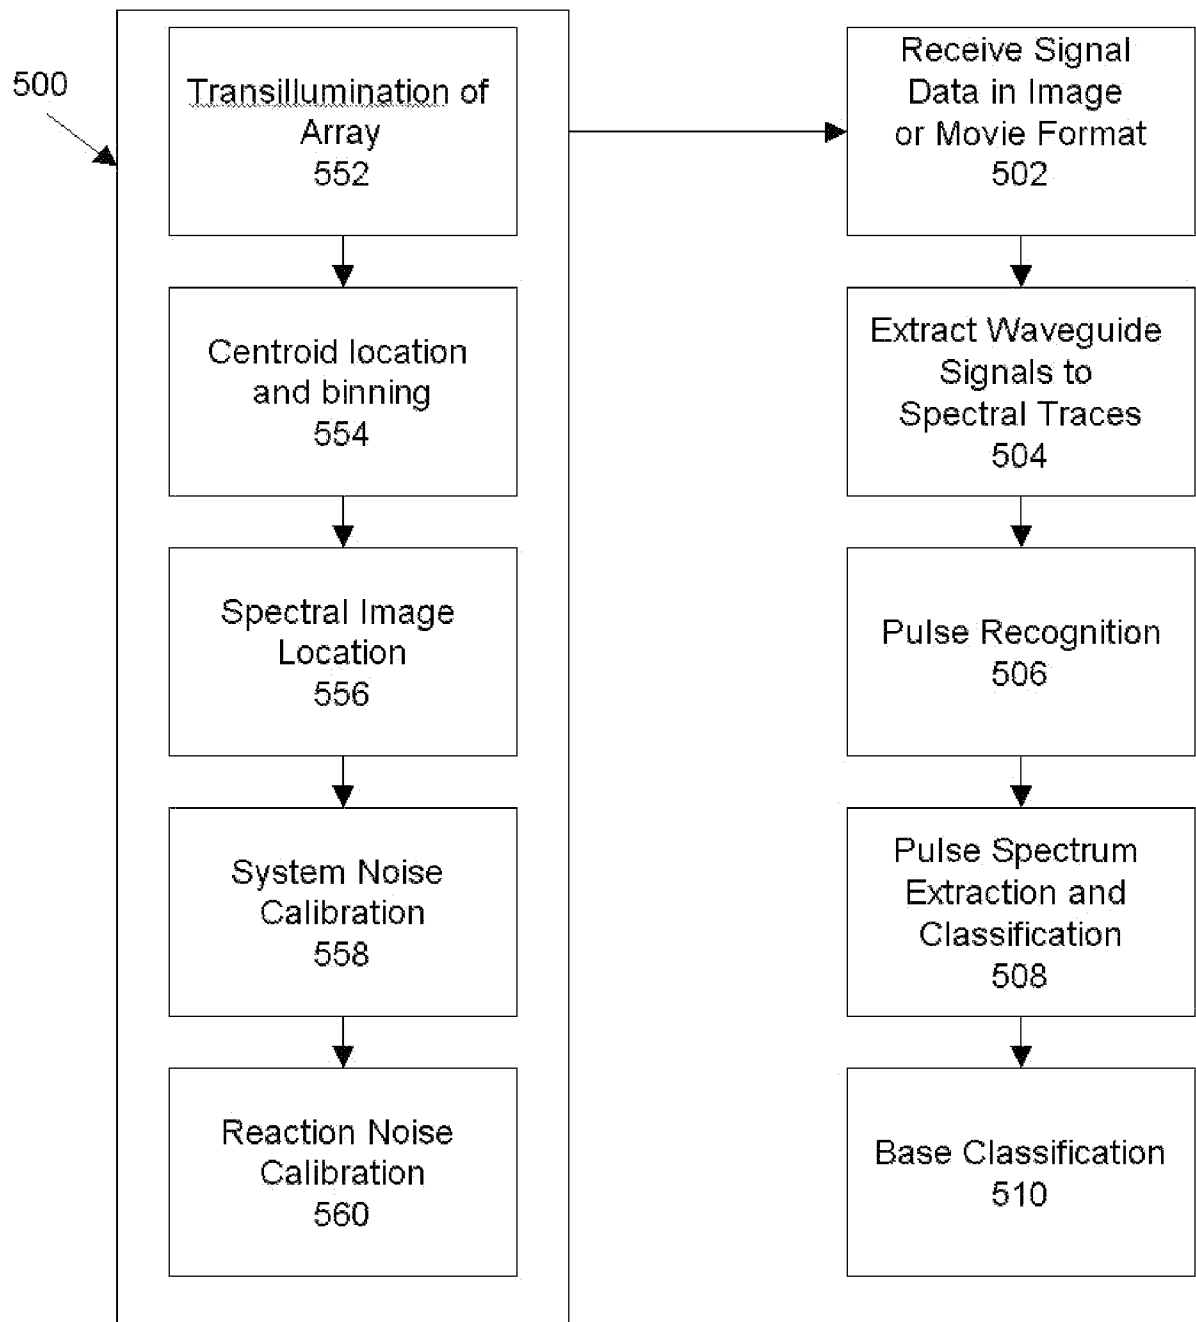 500
Transillumination of
Array
552
Centroid location
and binning
554
Spectral Image
Location
556
System Noise
Calibration
558
Reaction Noise
Calibration
560
Receive Signal
Data in Image
or Movie Format
502
Extract Waveguide
Signals to
Spectral Traces
504
Pulse Recognition
506
Pulse Spectrum
Extraction and
Classification
508
Base Classification
510